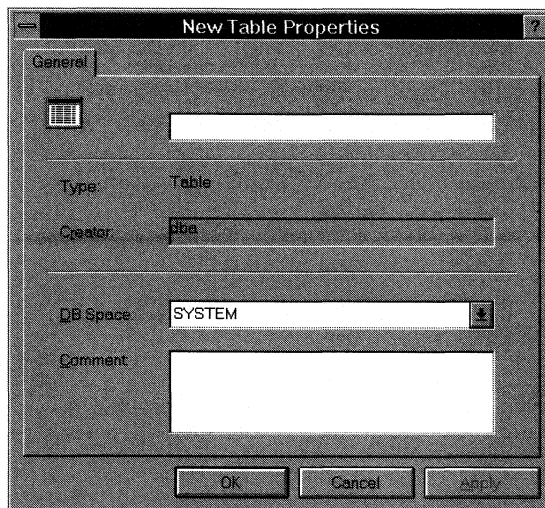 New Table Properties ?
General
Type: Table
Creator: dba
DB Space: SYSTEM
Comment:
OK Cancel Apply